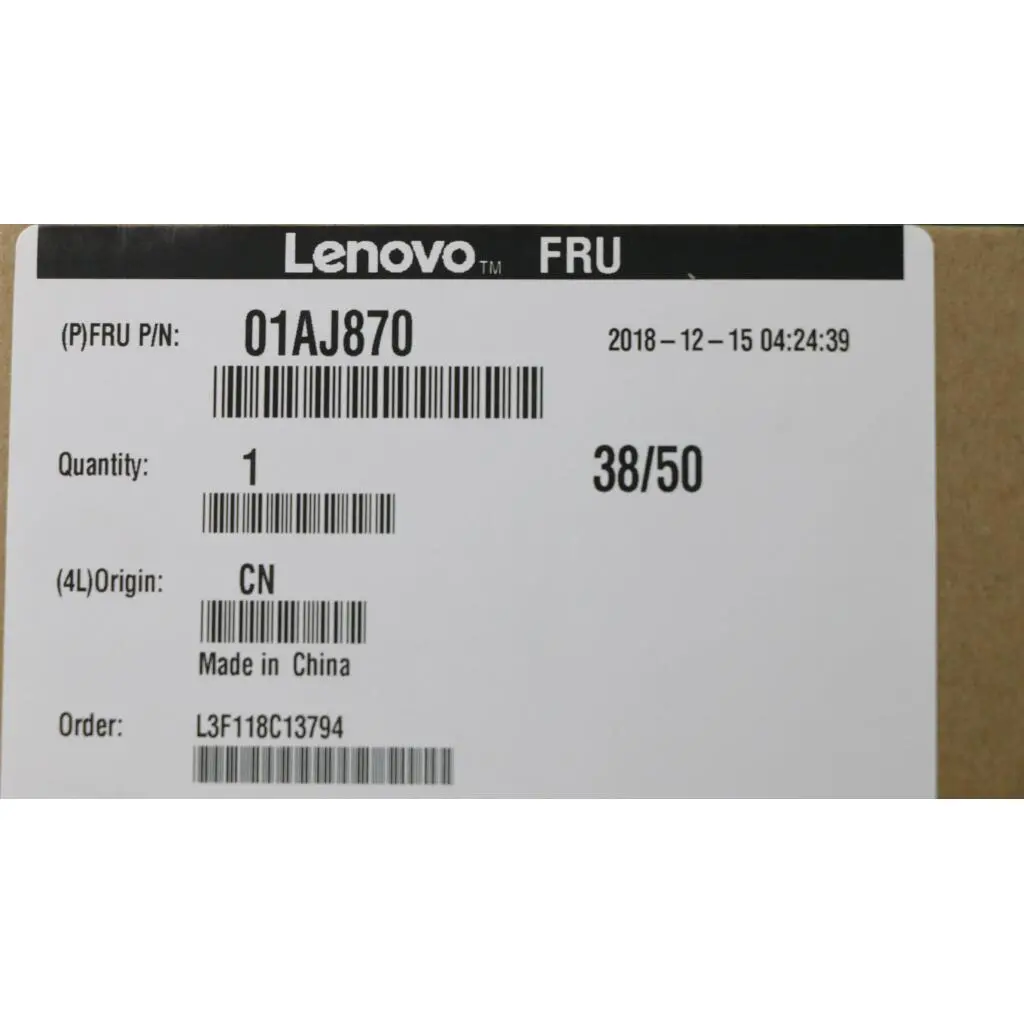 Lenovo™ FRU
(P)FRU P/N: 01AJ870 2018-12-15 04:24:39
Quantity: 1 38/50
(4L)Origin: CN
Made in China
Order: L3F118C13794